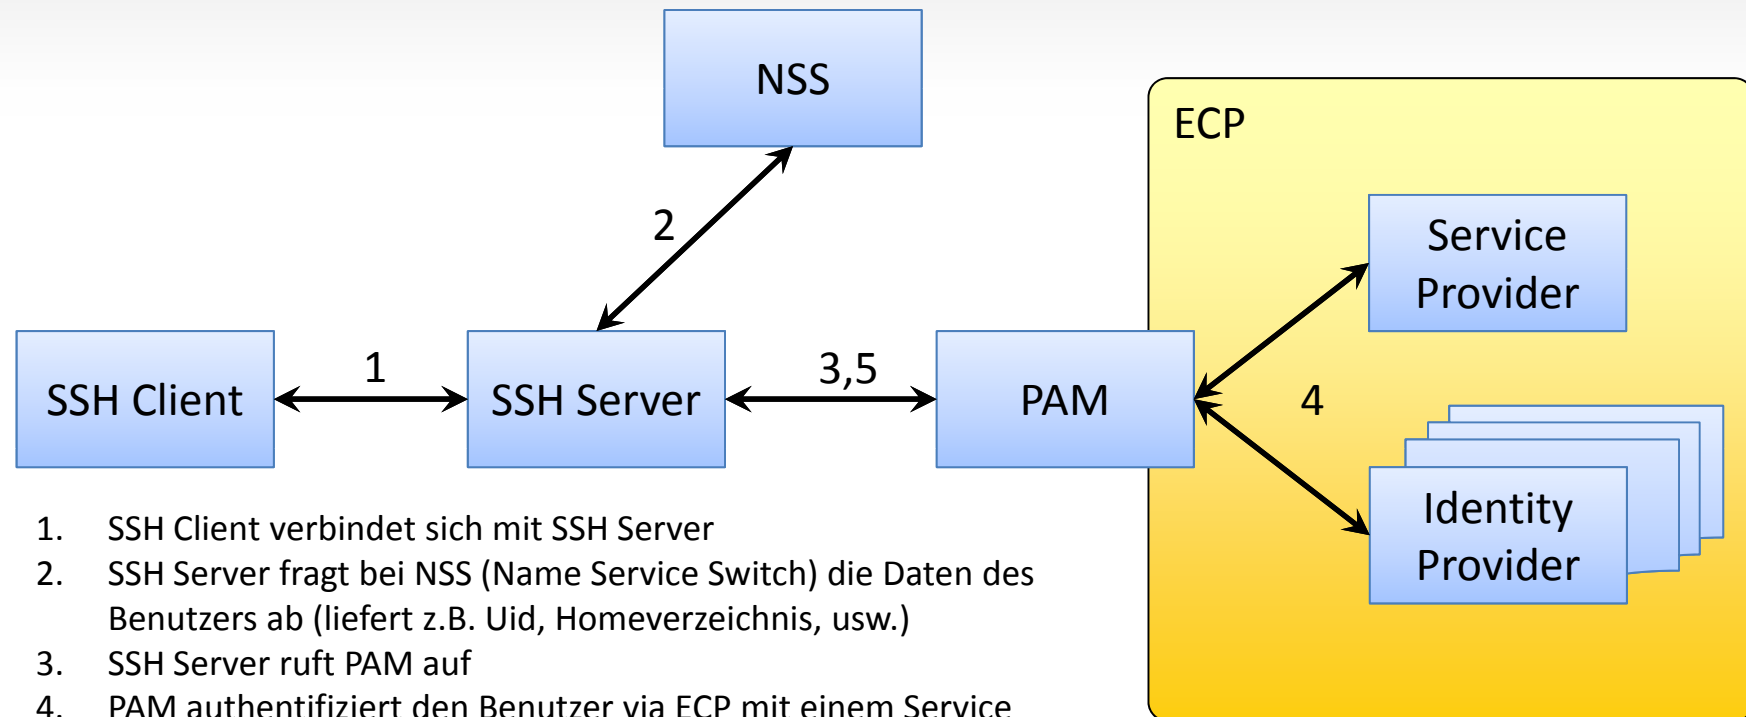 NSS
ECP
2
Service
Provider
SSH Client
1
SSH Server
3,5
PAM
4
Identity
Provider
1. SSH Client verbindet sich mit SSH Server
2. SSH Server fragt bei NSS (Name Service Switch) die Daten des
Benutzers ab (liefert z.B. Uid, Homeverzeichnis, usw.)
3. SSH Server ruft PAM auf
4. PAM authentifiziert den Benutzer via ECP mit einem Service